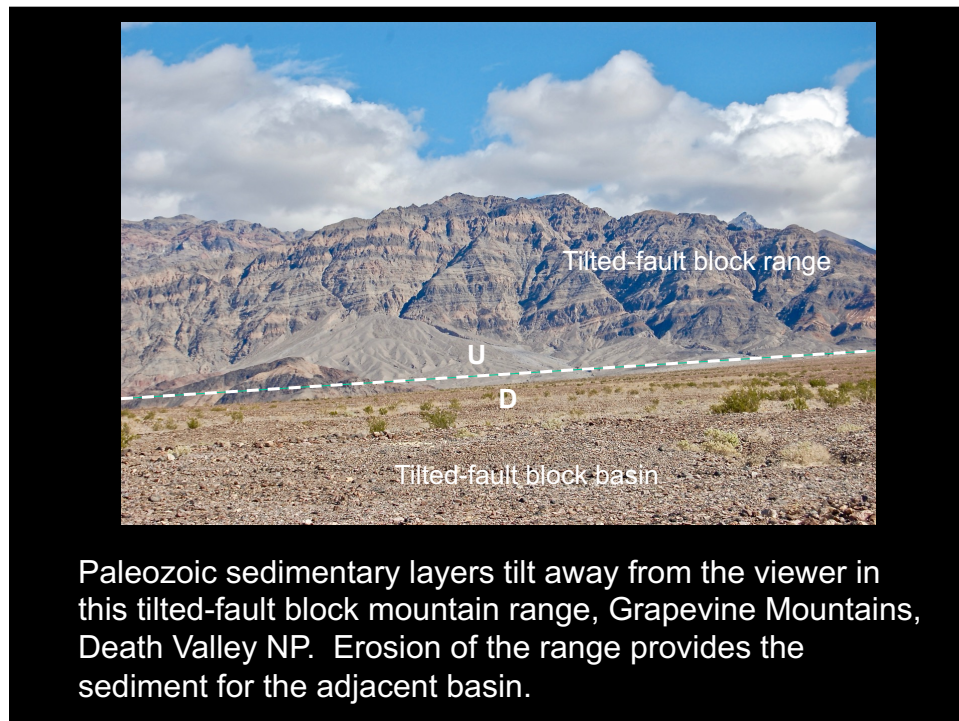 Tilted-fault block range
U
D
Tilted-fault block basin
Paleozoic sedimentary layers tilt away from the viewer in
this tilted-fault block mountain range, Grapevine Mountains,
Death Valley NP.  Erosion of the range provides the
sediment for the adjacent basin.